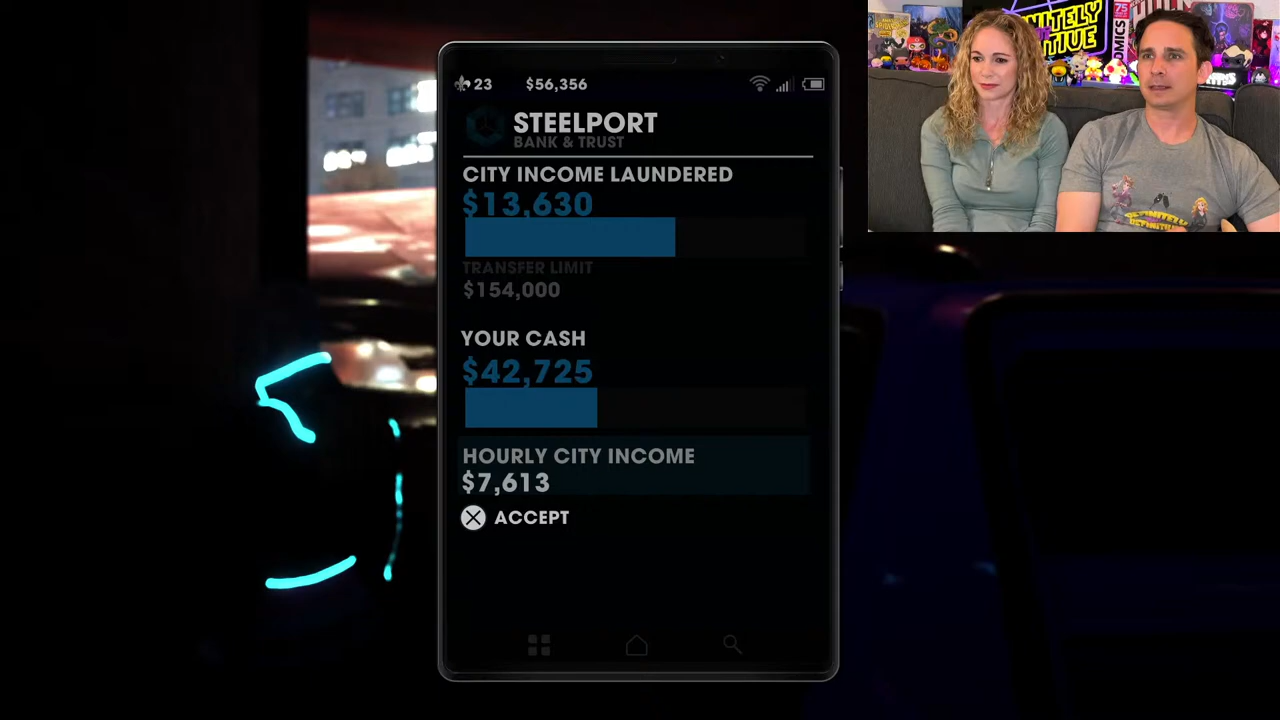 23 $56,356
STEELPORT
BANK & TRUST
CITY INCOME LAUNDERED
$13,630
TRANSFER LIMIT
$154,000
YOUR CASH
$42,725
HOURLY CITY INCOME
$7,613
ACCEPT